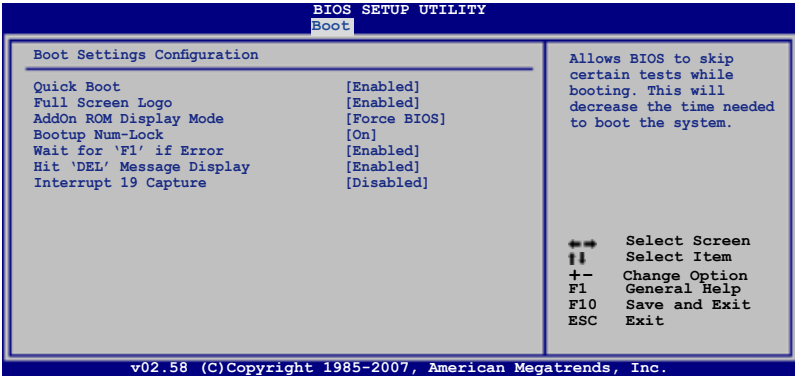 BIOS SETUP UTILITY
Boot
Boot Settings Configuration
Quick Boot [Enabled]
Full Screen Logo [Enabled]
AddOn ROM Display Mode [Force BIOS]
Bootup Num-Lock [On]
Wait for ‘F1’ if Error [Enabled]
Hit ‘DEL’ Message Display [Enabled]
Interrupt 19 Capture [Disabled]
Allows BIOS to skip
certain tests while
booting. This will
decrease the time needed
to boot the system.
←→ Select Screen
↑↓ Select Item
+- Change Option
F1 General Help
F10 Save and Exit
ESC Exit
v02.58 (C)Copyright 1985-2007, American Megatrends, Inc.